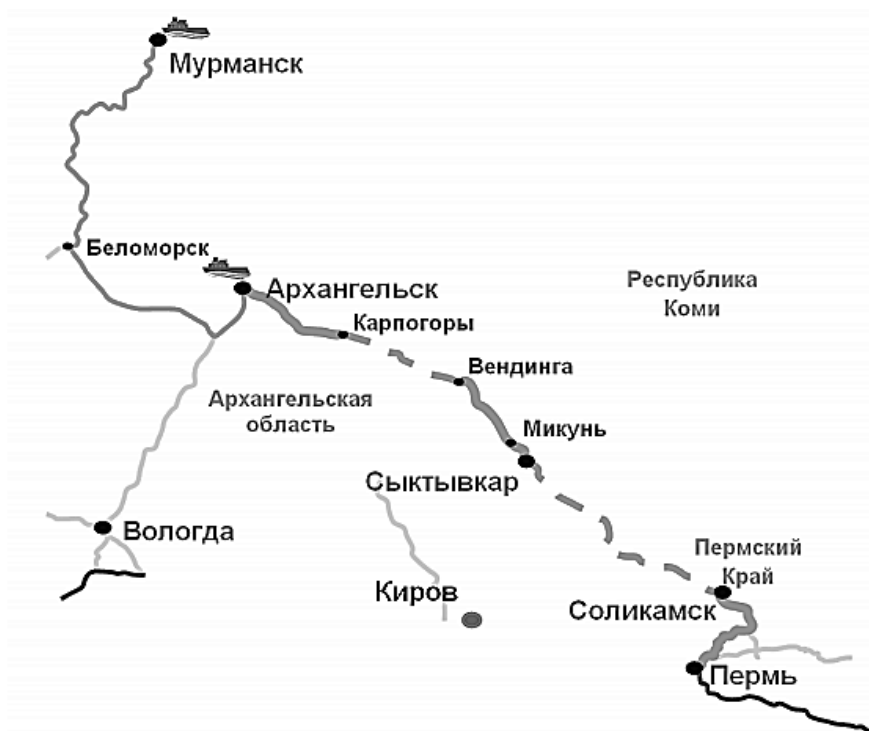 Мурманск
Беломорск
Архангельск
Республика
Коми
Карпогоры
Вендинга
Архангельская
область
Микунь
Сыктывкар
Вологда
Пермский
Край
Киров
Соликамск
Пермь